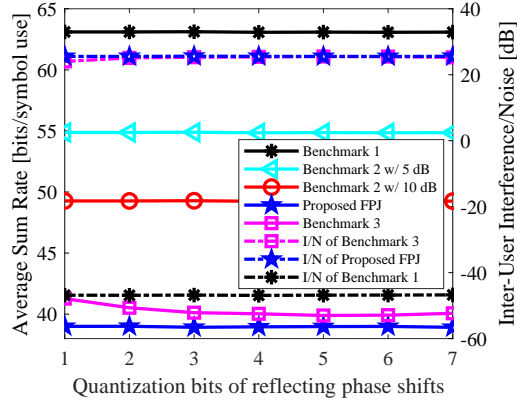 65
60
55
50
45
40
Average Sum Rate [bits/symbol use]
40
20
0
-20
-40
-60
Inter-User Interference/Noise [dB]
Benchmark 1
Benchmark 2 w/ 5 dB
Benchmark 2 w/ 10 dB
Proposed FPJ
Benchmark 3
I/N of Benchmark 3
I/N of Proposed FPJ
I/N of Benchmark 1
1 2 3 4 5 6 7
Quantization bits of reflecting phase shifts